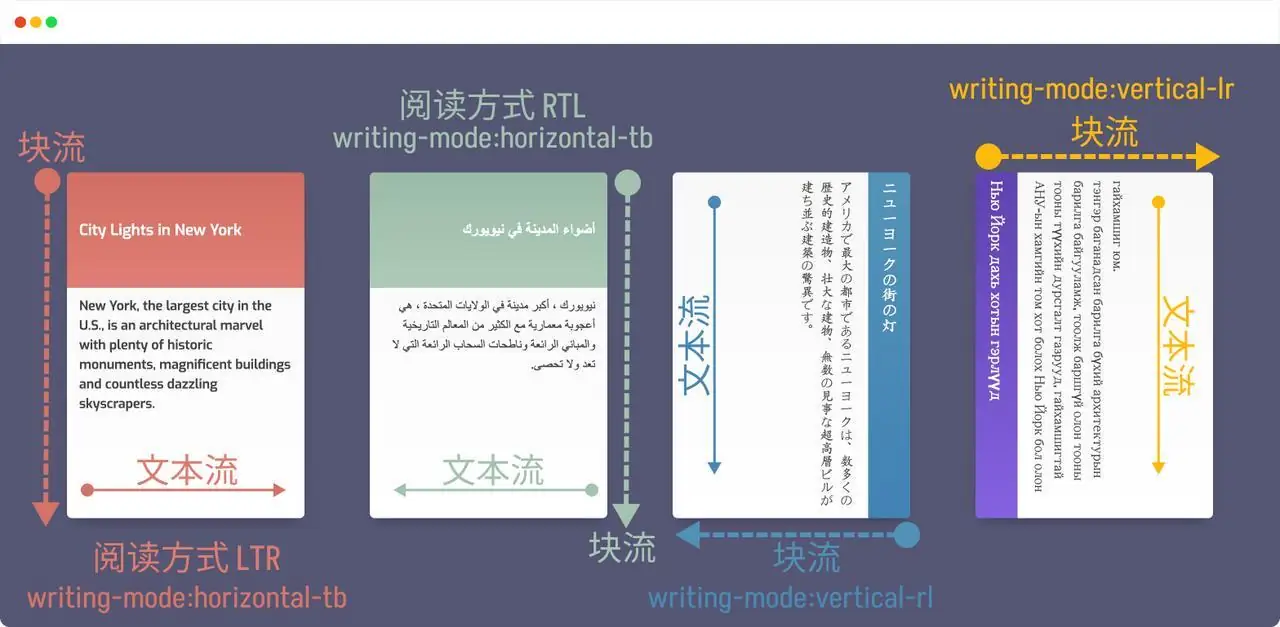 块流
City Lights in New York
New York, the largest city in the
U.S., is an architectural marvel
with plenty of historic
monuments, magnificent buildings
and countless dazzling
skyscrapers.
文本流
阅读方式 LTR
writing-mode:horizontal-tb
阅读方式 RTL
writing-mode:horizontal-tb
أضواء المدينة في نيويورك
نيويورك ، أكبر مدينة في الولايات المتحدة ، هي
أعجوبة معمارية مع الكثير من المعالم التاريخية
والمباني الرائعة وناطحات السحاب الرائعة التي لا
تعد ولا تحصى.
文本流
块流
ニューヨークの街の灯
アメリカで最大の都市であるニューヨークは、数多くの
歴史的建造物、壮大な建物、無数の見事な超高層ビルが
建ち並ぶ建築の驚異です。
文本流
块流
writing-mode:vertical-rl
writing-mode:vertical-lr
块流
Нью Йорк дахь хотын гэрлүүд
АНУ-ын хамгийн том хот болох Нью Йорк бол олон
тооны түүхийн дурсгалт газрууд, гайхамшигтай
барилга байгууламж, тоолж баршгүй олон тооны
тэнгэр баганадсан барилга бүхий архитектурын
гайхамшиг юм.
文本流